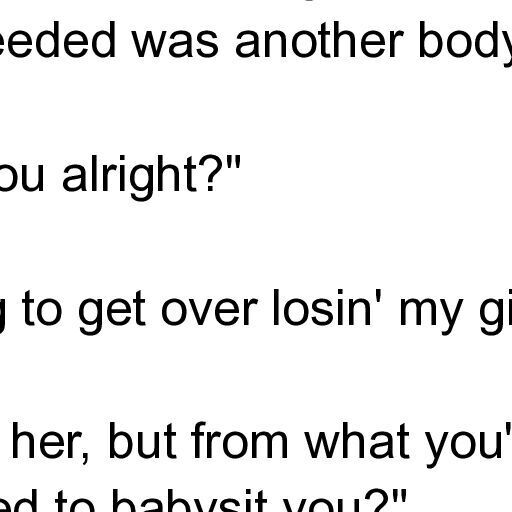 eeded was another body
ou alright?"
g to get over losin' my gi
her, but from what you'
ed to babysit you?"